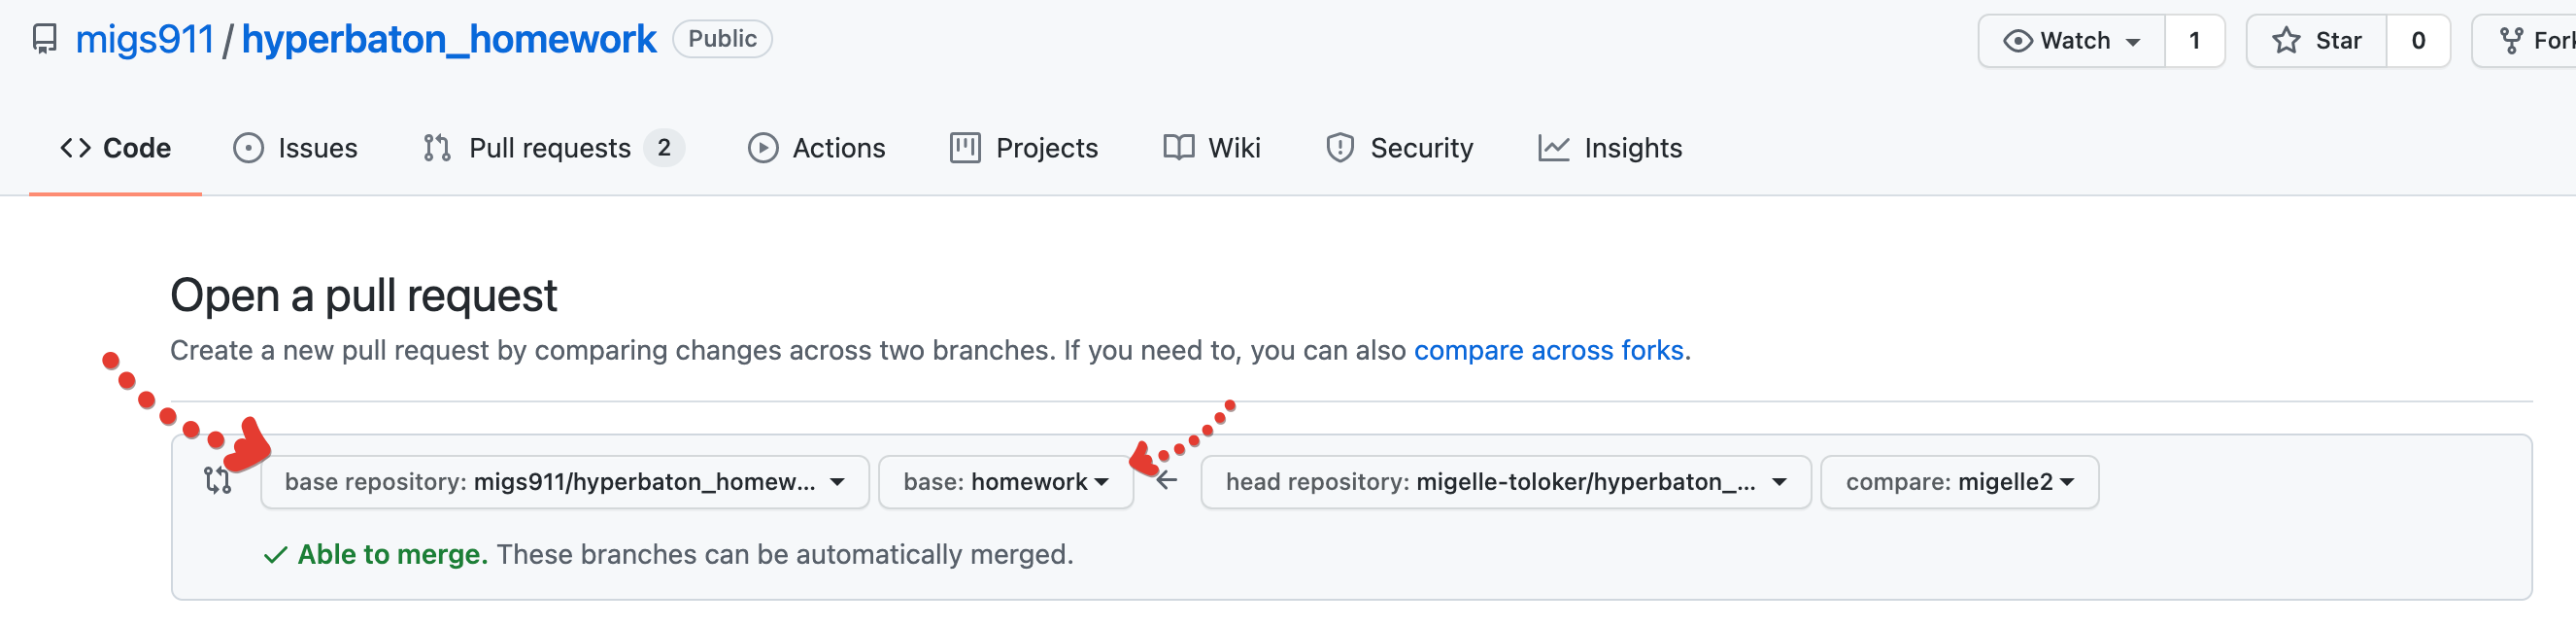 migs911 / hyperbaton_homework Public Watch 1 Star 0
Code Issues Pull requests 2 Actions Projects Wiki Security Insights
Open a pull request
Create a new pull request by comparing changes across two branches. If you need to, you can also compare across forks.
base repository: migs911/hyperbaton_homew... base: homework head repository: migelle-toloker/hyperbaton_... compare: migelle2
Able to merge. These branches can be automatically merged.